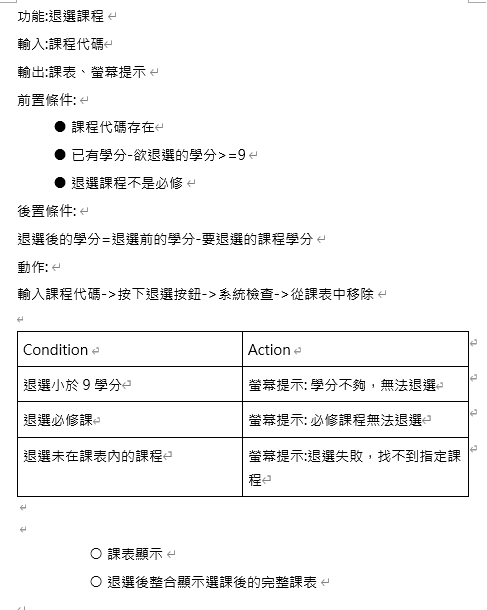 功能:退選課程
輸入:課程代碼
輸出:課表、螢幕提示
前置條件:
● 課程代碼存在
● 已有學分-欲退選的學分>=9
● 退選課程不是必修
後置條件:
退選後的學分=退選前的學分-要退選的課程學分
動作:
輸入課程代碼->按下退選按鈕->系統檢查->從課表中移除
Condition Action
退選小於 9 學分 螢幕提示: 學分不夠，無法退選
退選必修課 螢幕提示: 必修課程無法退選
退選未在課表內的課程 螢幕提示:退選失敗，找不到指定課
程
○ 課表顯示
○ 退選後整合顯示選課後的完整課表